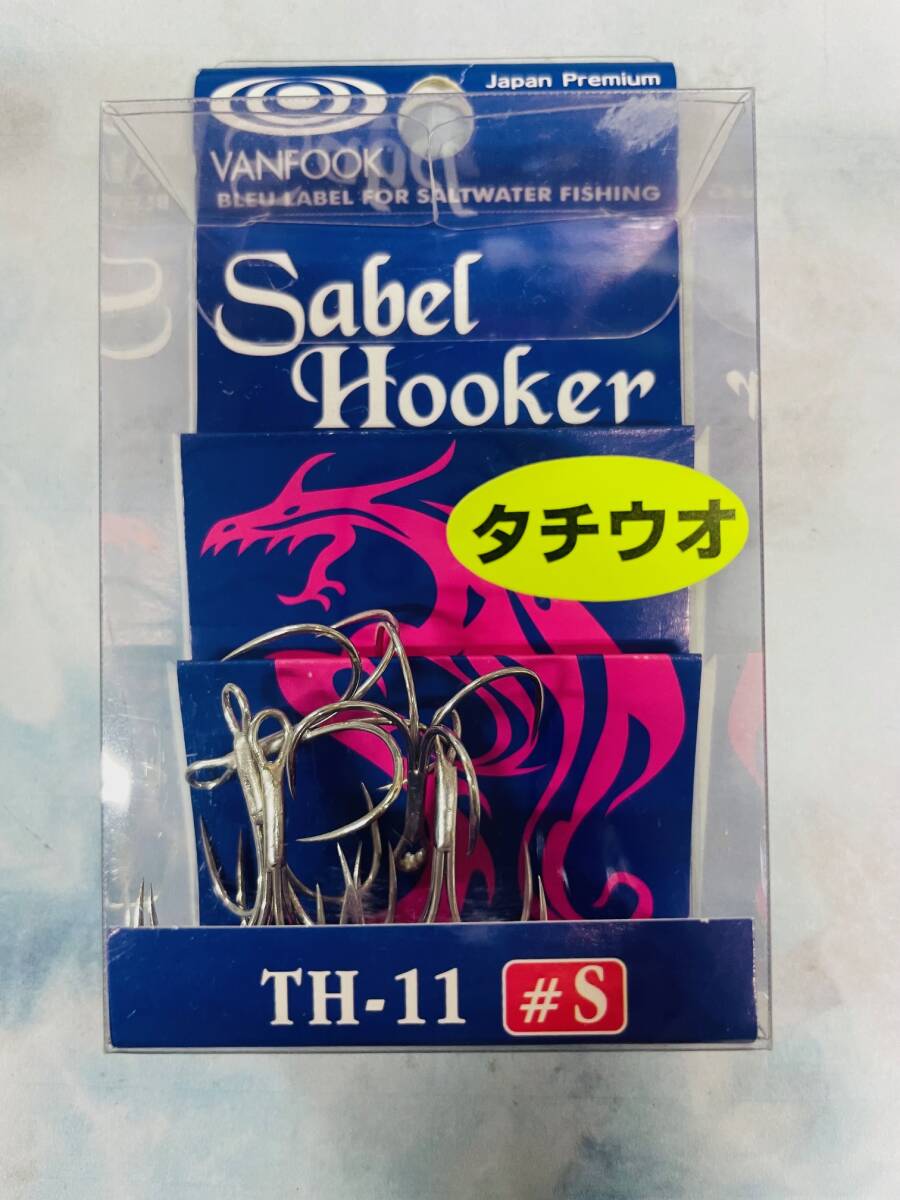 Japan Premium
VANFOOK
BLEU LABEL FOR SALTWATER FISHING
Sabel
Hooker
タチウオ
TH-11 #S